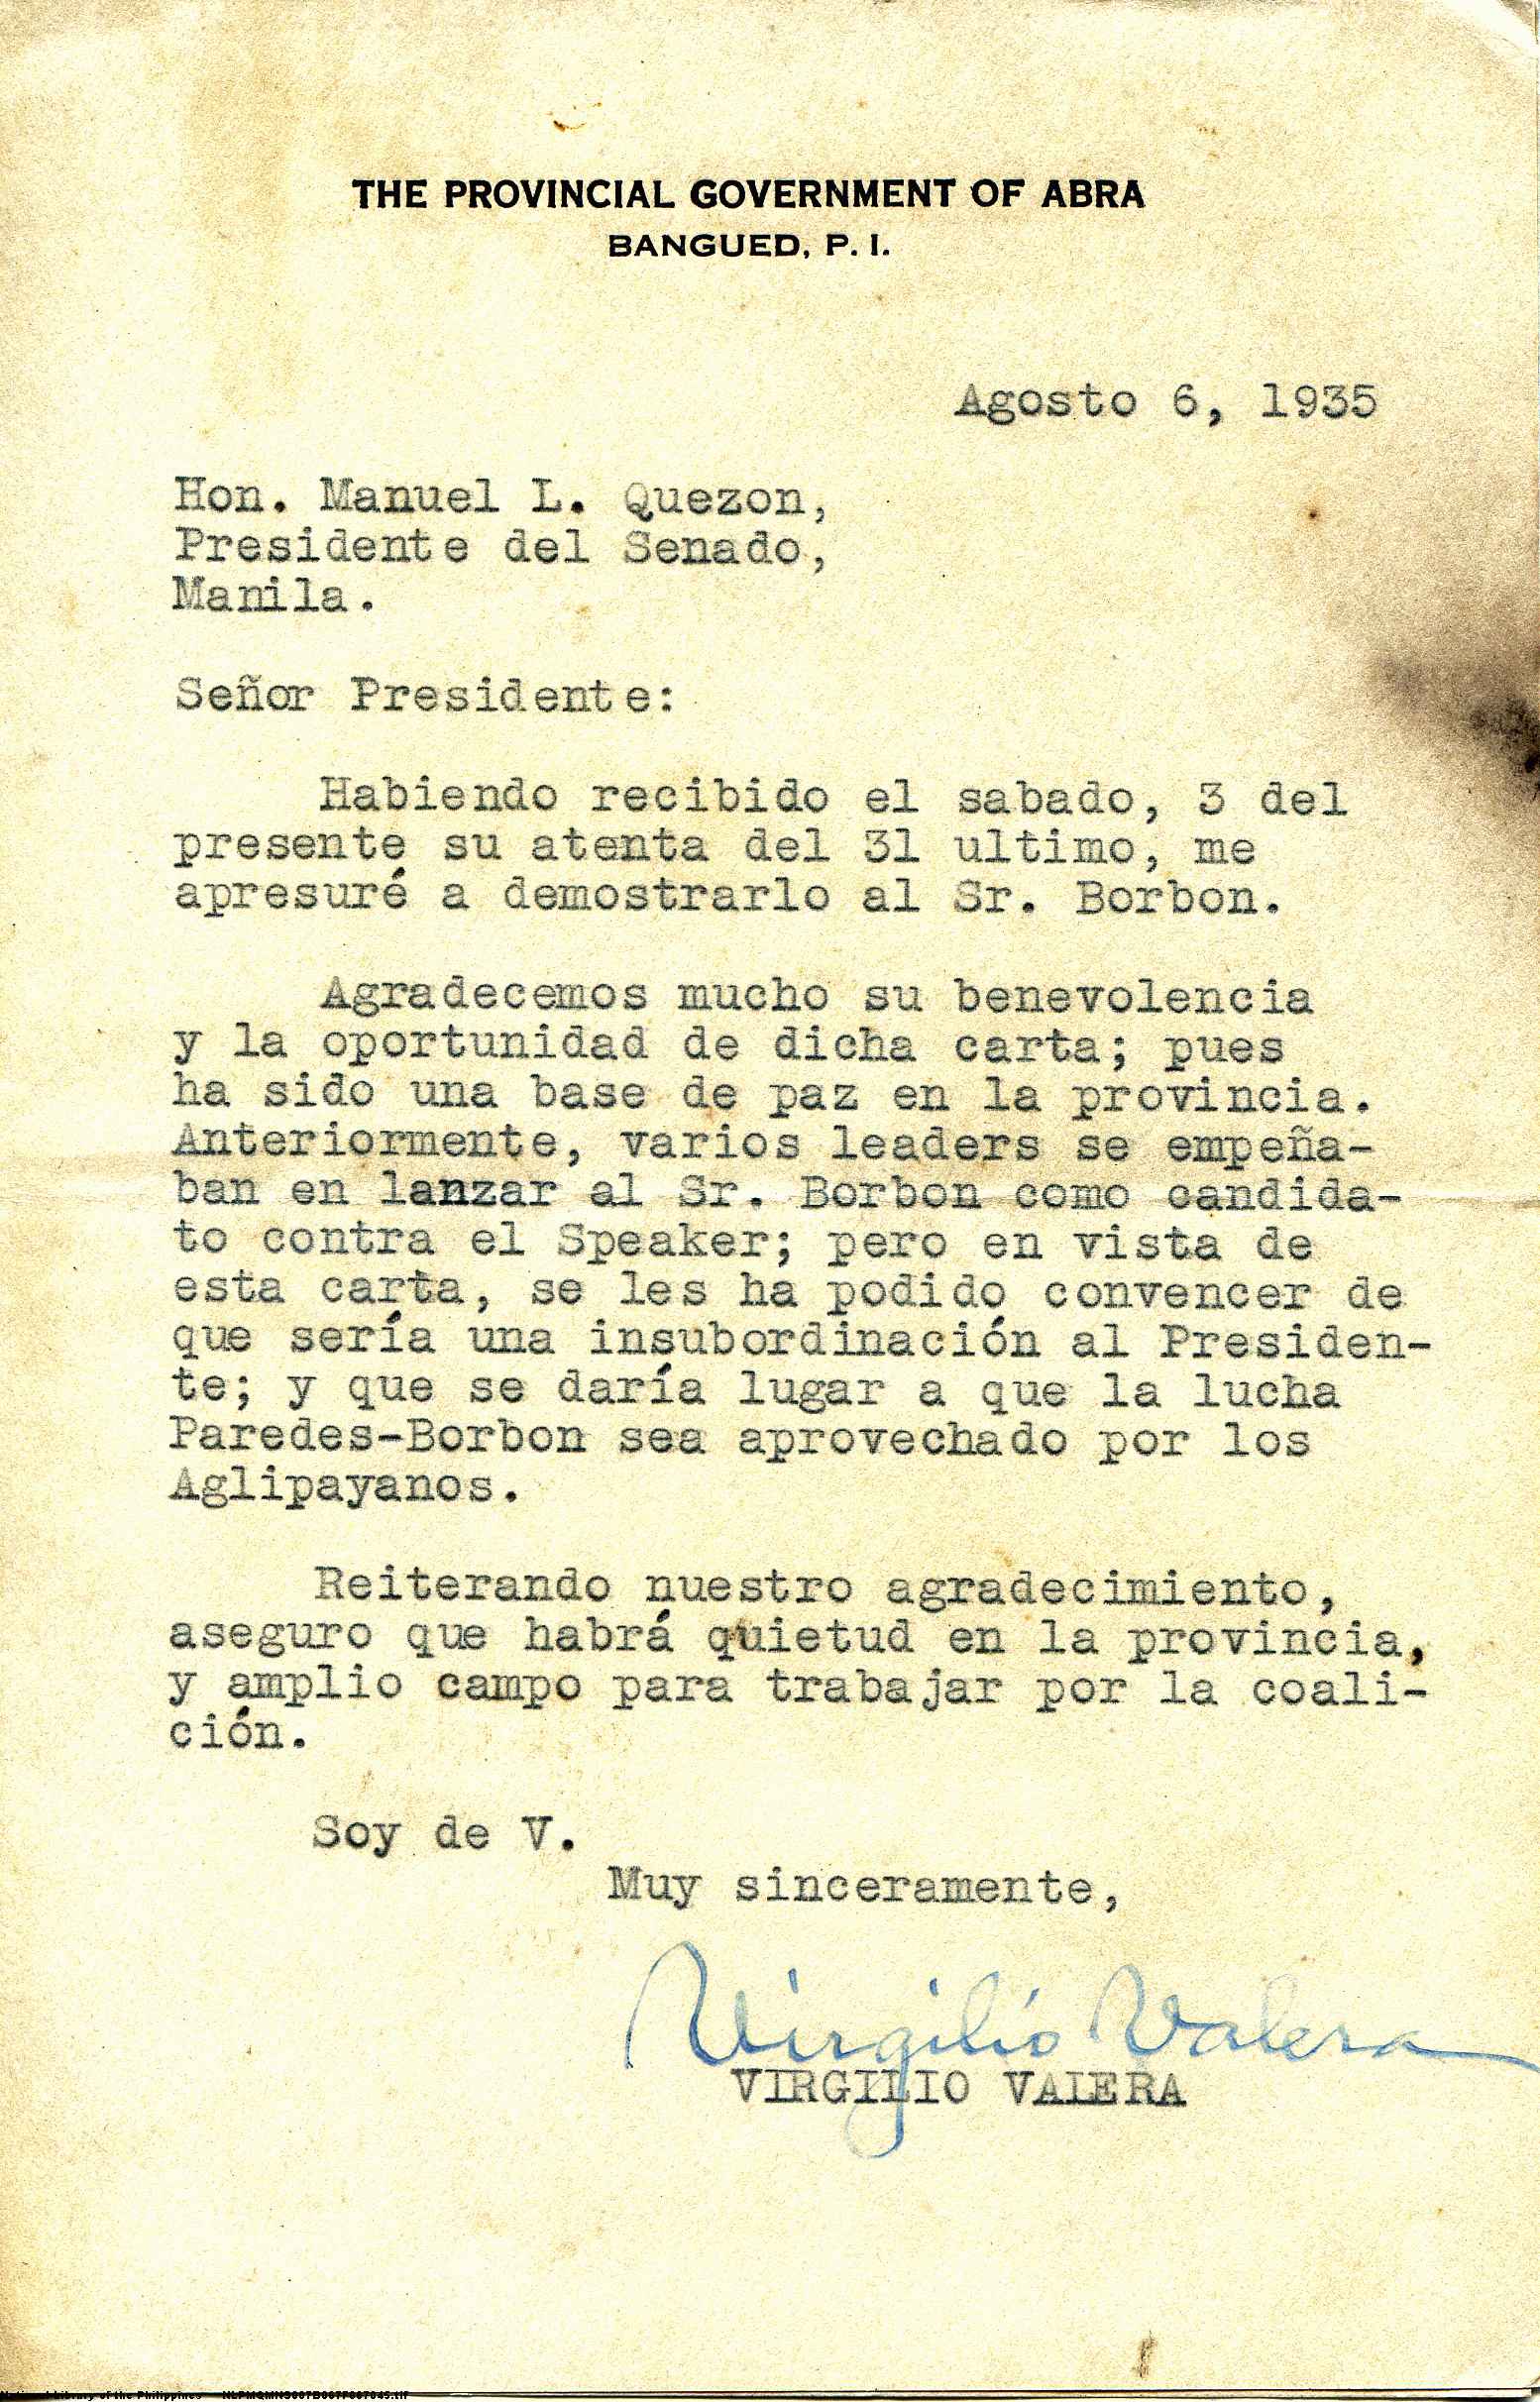 THE PROVINCIAL GOVERNMENT OF ABRA
BANGUED, P. I.
Agosto 6, 1935
Hon. Manuel L. Quezon,
Presidente del Senado,
Manila.
Señor Presidente:
Habiendo recibido el sabado, 3 del
presente su atenta del 31 ultimo, me
apresuré a demostrarlo al Sr. Borbon.
Agradecemos mucho su benevolencia
y la oportunidad de dicha carta; pues
ha sido una base de paz en la provincia.
Anteriormente, varios leaders se empeña-
ban en lanzar al Sr. Borbon como candida-
to contra el Speaker; pero en vista de
esta carta, se les ha podido convencer de
que sería una insubordinación al Presiden-
te; y que se daría lugar a que la lucha
Paredes-Borbon sea aprovechado por los
Aglipayanos.
Reiterando nuestro agradecimiento,
aseguro que habrá quietud en la provincia,
y amplio campo para trabajar por la coali-
ción.
Soy de V.
Muy sinceramente,
Virgilio Valera
VIRGILIO VALERA
National Library of the Philippines